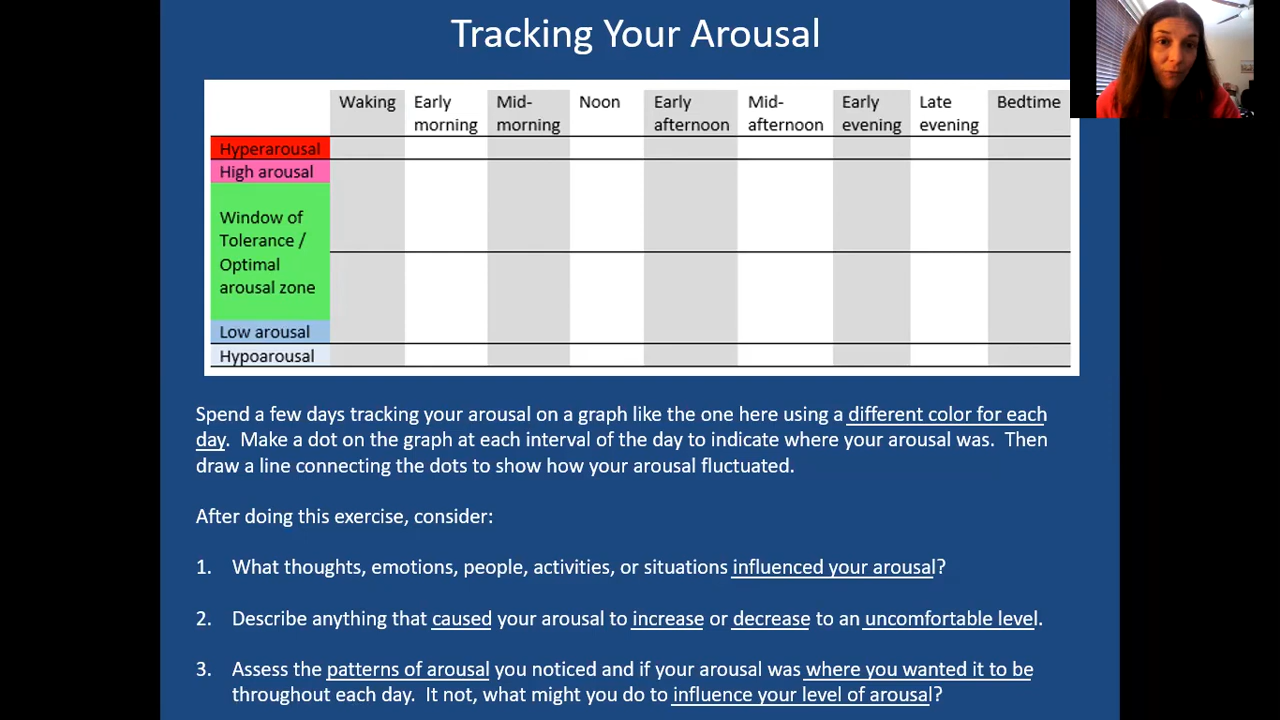 Tracking Your Arousal
Waking Early morning Mid-morning Noon Early afternoon Mid-afternoon Early evening Late evening Bedtime
Hyperarousal
High arousal
Window of
Tolerance /
Optimal
arousal zone
Low arousal
Hypoarousal
Spend a few days tracking your arousal on a graph like the one here using a different color for each
day. Make a dot on the graph at each interval of the day to indicate where your arousal was. Then
draw a line connecting the dots to show how your arousal fluctuated.
After doing this exercise, consider:
1. What thoughts, emotions, people, activities, or situations influenced your arousal?
2. Describe anything that caused your arousal to increase or decrease to an uncomfortable level.
3. Assess the patterns of arousal you noticed and if your arousal was where you wanted it to be
throughout each day. It not, what might you do to influence your level of arousal?